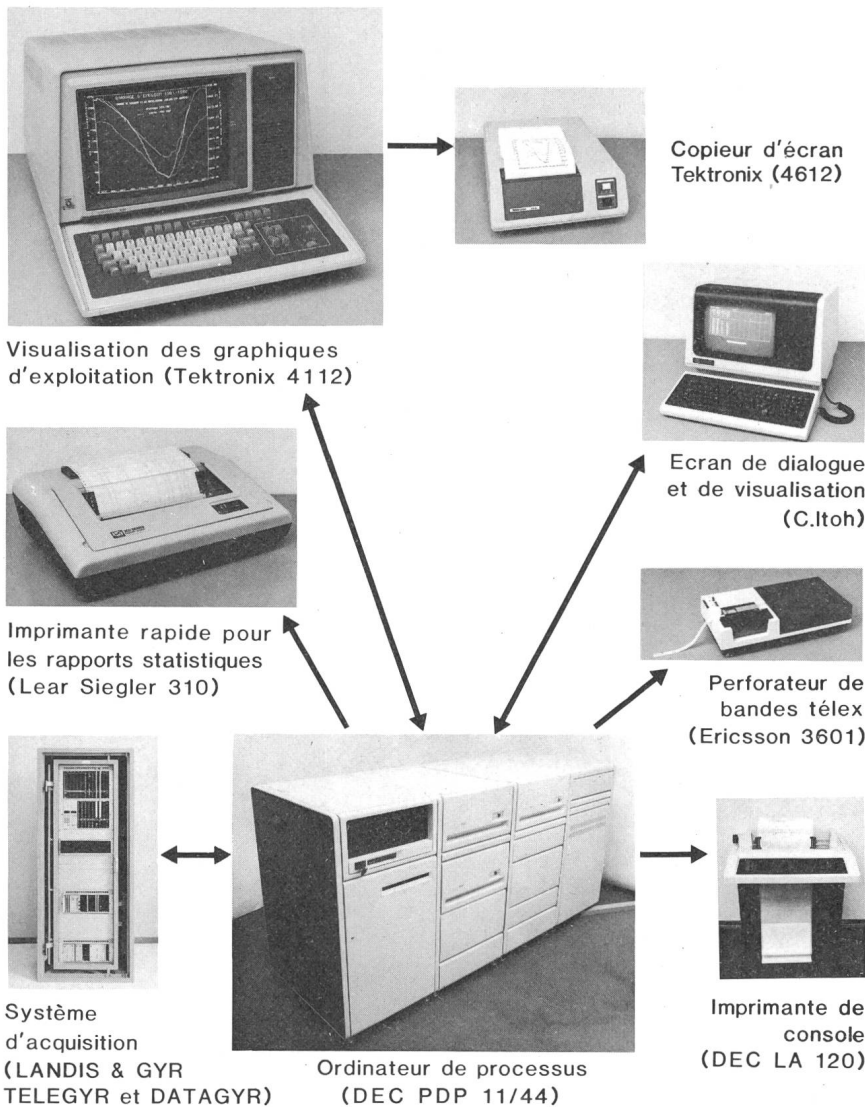 Copieur d'écran
Tektronix (4612)
Visualisation des graphiques
d'exploitation (Tektronix 4112)
Ecran de dialogue
et de visualisation
(C.Itoh)
Imprimante rapide pour
les rapports statistiques
(Lear Siegler 310)
Perforateur de
bandes télex
(Ericsson 3601)
Système
d'acquisition
(LANDIS & GYR
TELEGYR et DATAGYR)
Ordinateur de processus
(DEC PDP 11/44)
Imprimante de
console
(DEC LA 120)